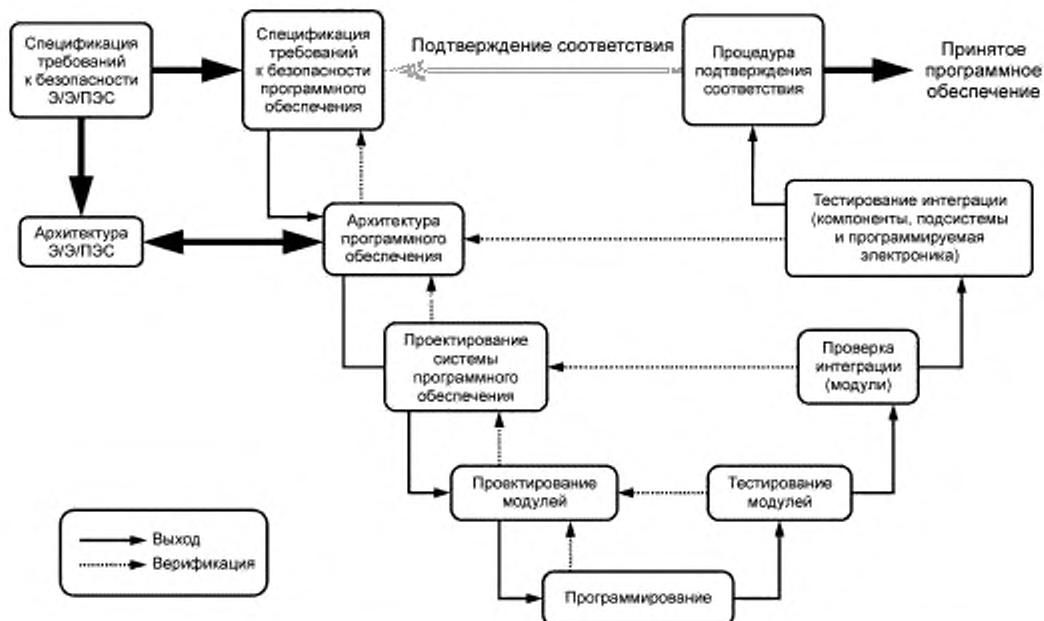 Спецификация
требований
к безопасности
Э/Э/ПЭС
Спецификация
требований
к безопасности
программного
обеспечения
Подтверждение соответствия
Процедура
подтверждения
соответствия
Принятое
программное
обеспечение
Архитектура
Э/Э/ПЭС
Архитектура
программного
обеспечения
Тестирование интеграции
(компоненты, подсистемы
и программируемая
электроника)
Проектирование
системы
программного
обеспечения
Проверка
интеграции
(модули)
Проектирование
модулей
Тестирование
модулей
Выход
Верификация
Программирование